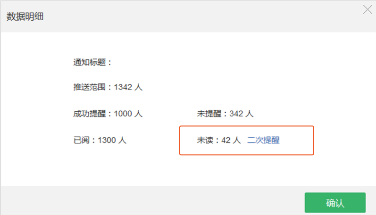 数据明细
通知标题：
推送范围：1342 人
成功提醒：1000 人 未提醒：342 人
已阅：1300 人 未读：42 人 二次提醒
确认